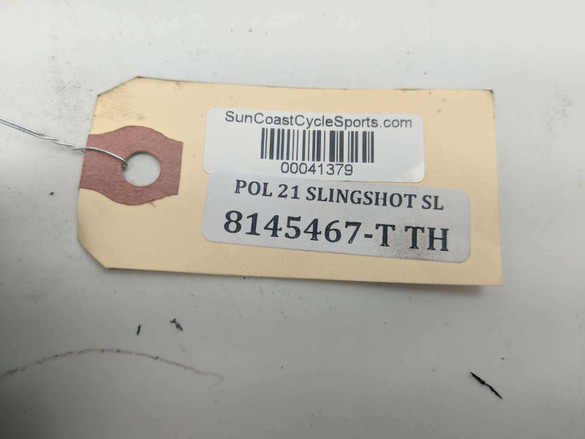 SunCoastCycleSports.com
00041379
POL 21 SLINGSHOT SL
8145467-T TH